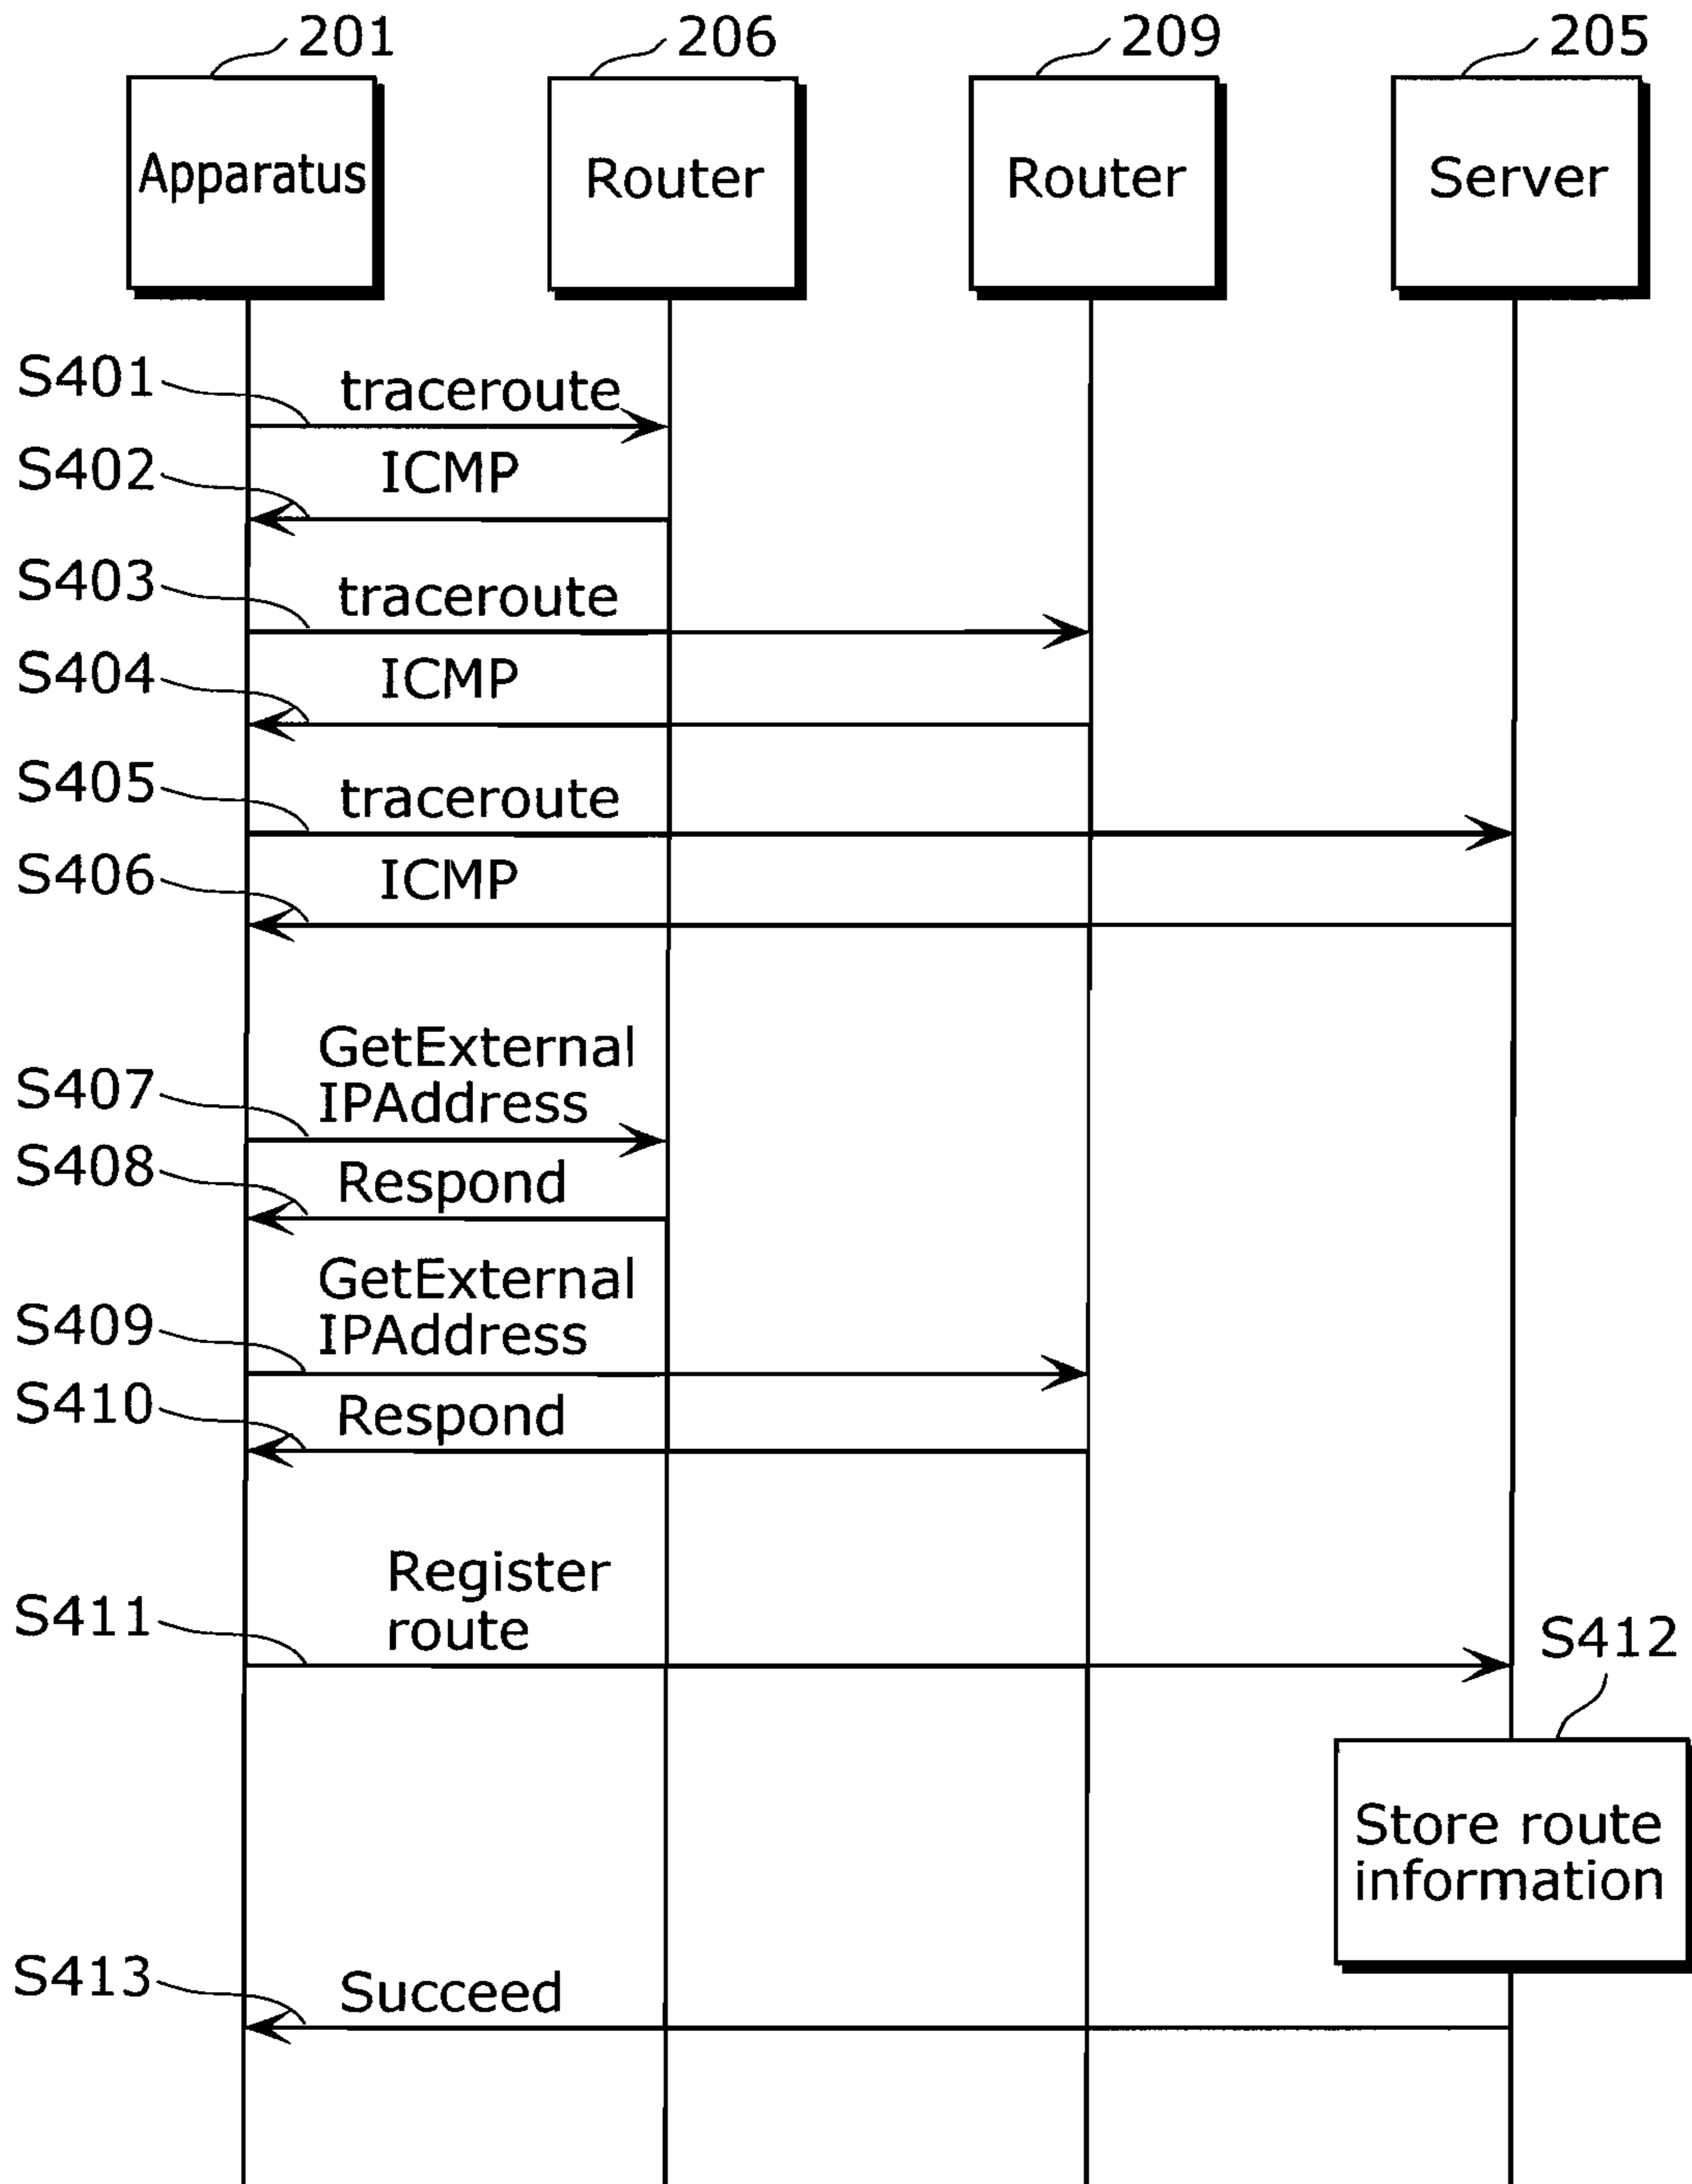 201
206
209
205
Apparatus
Router
Router
Server
S401
traceroute
S402
ICMP
S403
traceroute
S404
ICMP
S405
traceroute
S406
ICMP
GetExternal
IPAddress
S407
S408
Respond
GetExternal
IPAddress
S409
S410
Respond
Register
route
S411
S412
Store route
information
S413
Succeed